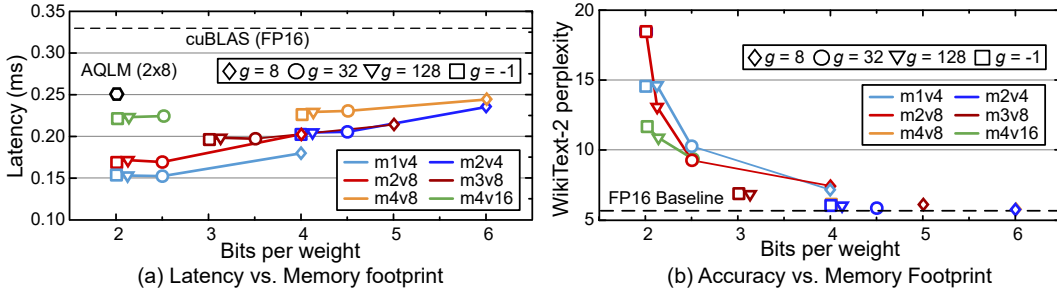 0.35
0.30
0.25
0.20
0.15
0.10
Latency (ms)
cuBLAS (FP16)
AQLM (2x8)
g = 8 g = 32 g = 128 g = -1
m1v4 m2v4
m2v8 m3v8
m4v8 m4v16
2 3 4 5 6
Bits per weight
(a) Latency vs. Memory footprint
20
15
10
5
WikiText-2 perplexity
g = 8 g = 32 g = 128 g = -1
m1v4 m2v4
m2v8 m3v8
m4v8 m4v16
FP16 Baseline
2 3 4 5 6
Bits per weight
(b) Accuracy vs. Memory Footprint